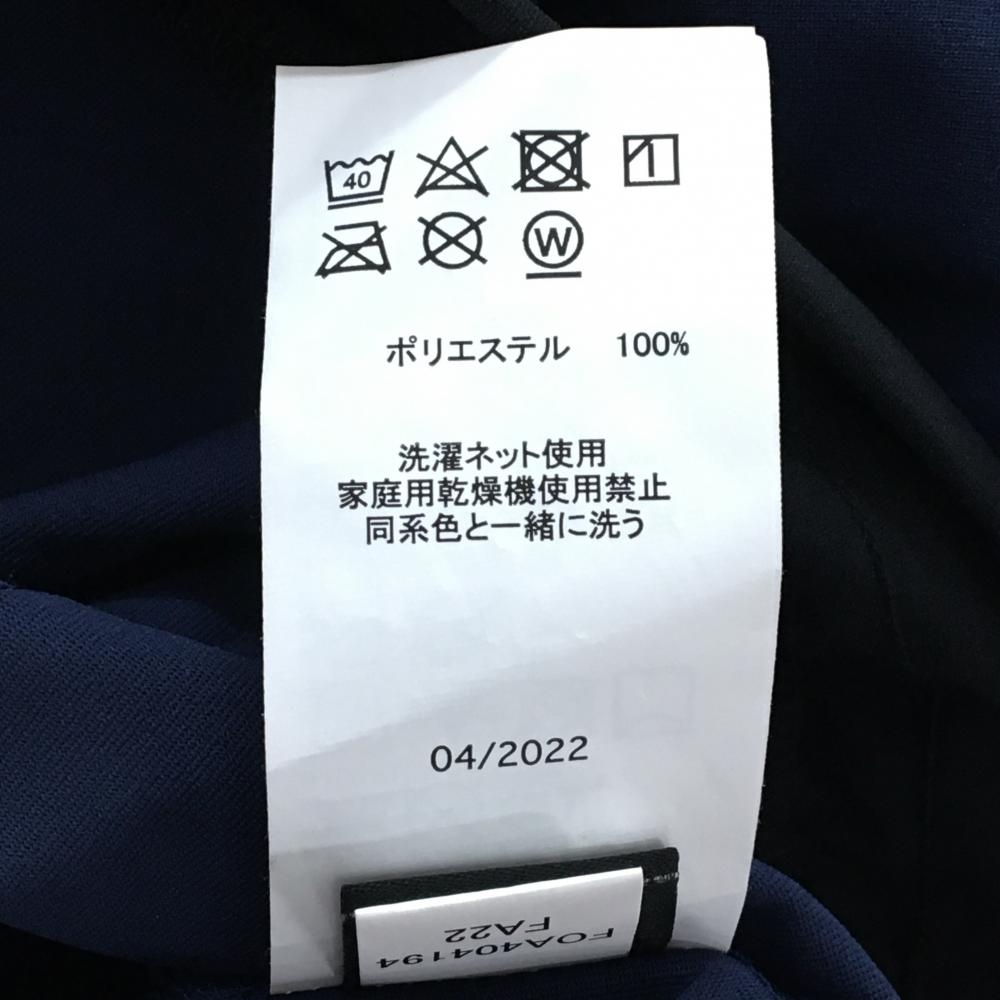 40
W
ポリエステル 100%
洗濯ネット使用
家庭用乾燥機使用禁止
同系色と一緒に洗う
04/2022
FOA404194
FA22